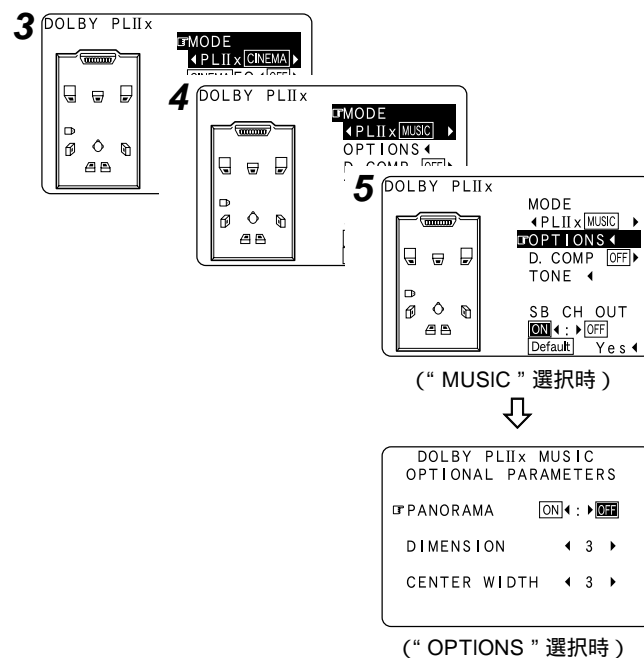 3
DOLBY PLIIx
☞MODE
◀PLIIx CINEMA ▶
CINEMA EQ ◀ OFF ▶
4
DOLBY PLIIx
☞MODE
◀PLIIx MUSIC ▶
OPTIONS◀
D. COMP OFF▶
5
DOLBY PLIIx
MODE
◀PLIIx MUSIC ▶
☞OPTIONS◀
D. COMP OFF▶
TONE ◀
SB CH OUT
ON◀:▶OFF
Default Yes◀
(“ MUSIC ” 選択時)
DOLBY PLIIx MUSIC
OPTIONAL PARAMETERS
☞PANORAMA ON◀:▶OFF
DIMENSION ◀ 3 ▶
CENTER WIDTH ◀ 3 ▶
(“ OPTIONS ” 選択時)